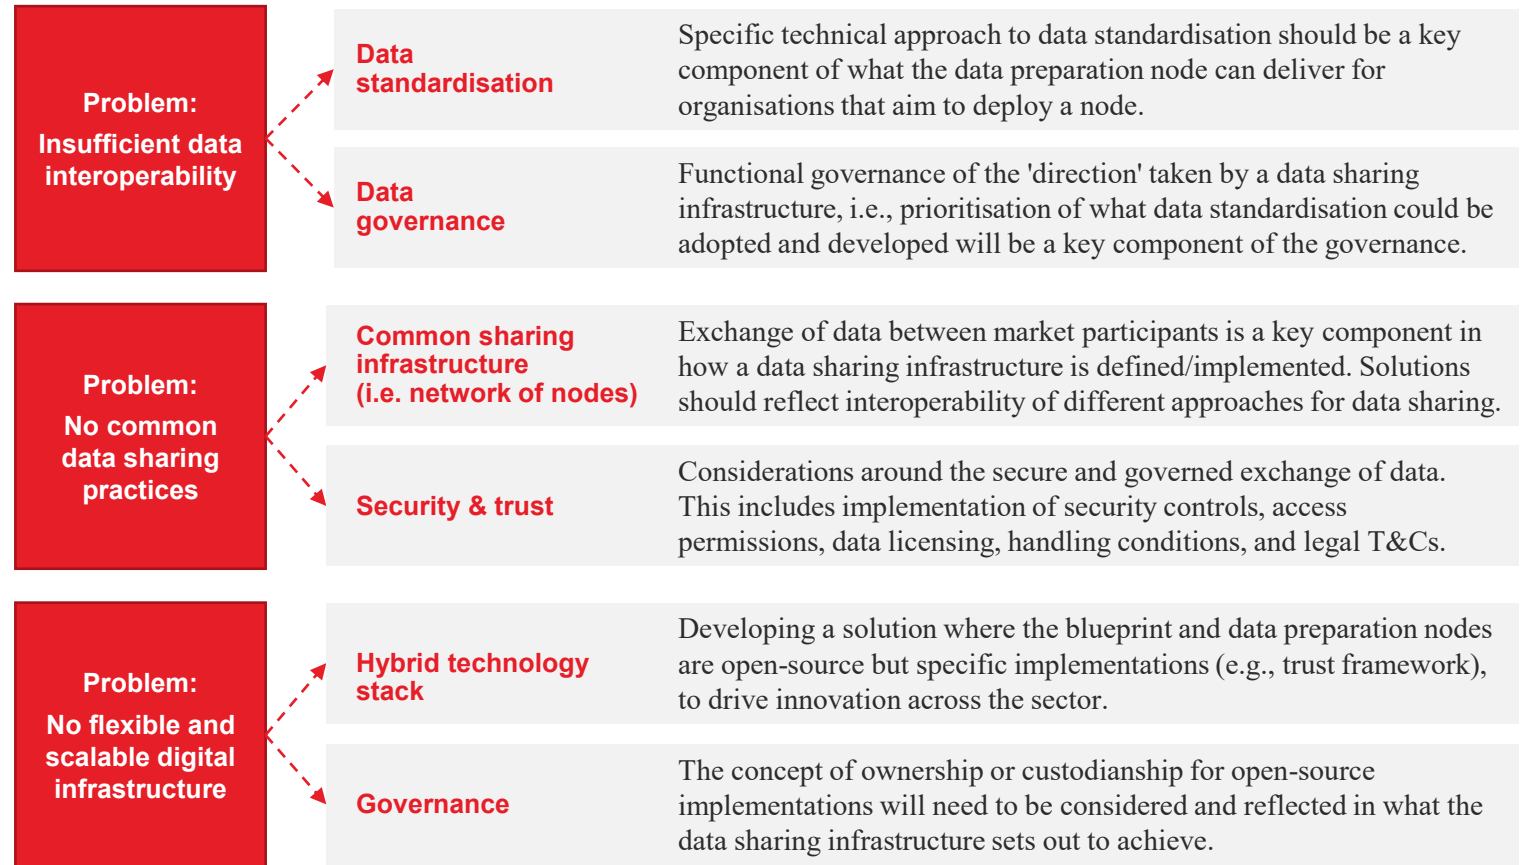 Problem:
Insufficient data
interoperability
Data
standardisation
Specific technical approach to data standardisation should be a key
component of what the data preparation node can deliver for
organisations that aim to deploy a node.
Data
governance
Functional governance of the 'direction' taken by a data sharing
infrastructure, i.e., prioritisation of what data standardisation could be
adopted and developed will be a key component of the governance.
Problem:
No common
data sharing
practices
Common sharing
infrastructure
(i.e. network of nodes)
Exchange of data between market participants is a key component in
how a data sharing infrastructure is defined/implemented. Solutions
should reflect interoperability of different approaches for data sharing.
Security & trust
Considerations around the secure and governed exchange of data.
This includes implementation of security controls, access
permissions, data licensing, handling conditions, and legal T&Cs.
Problem:
No flexible and
scalable digital
infrastructure
Hybrid technology
stack
Developing a solution where the blueprint and data preparation nodes
are open-source but specific implementations (e.g., trust framework),
to drive innovation across the sector.
Governance
The concept of ownership or custodianship for open-source
implementations will need to be considered and reflected in what the
data sharing infrastructure sets out to achieve.